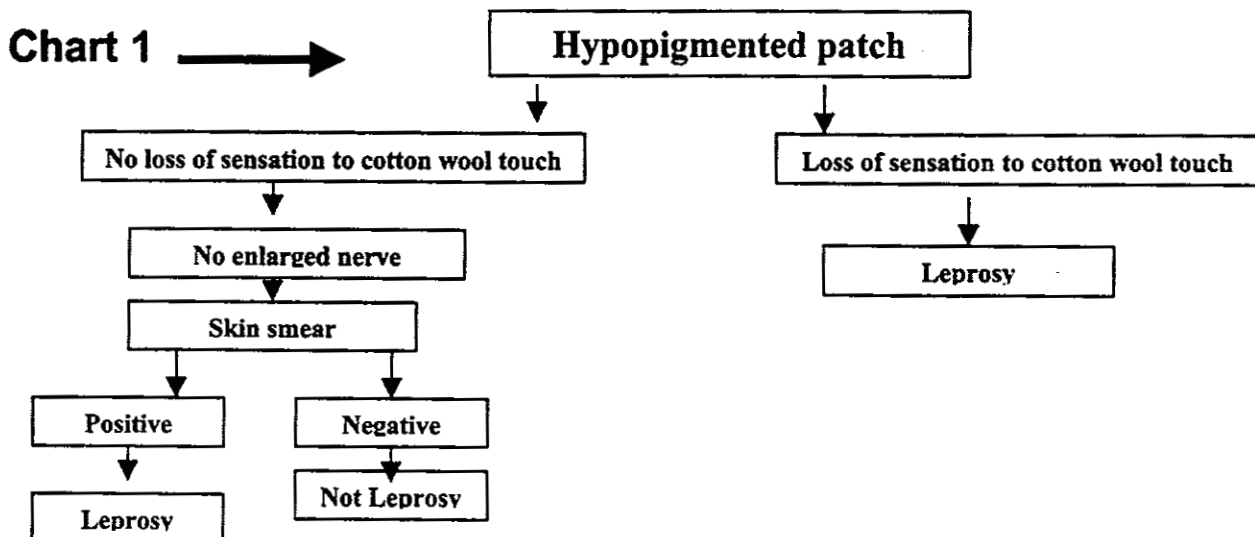 Chart 1
Hypopigmented patch
No loss of sensation to cotton wool touch
Loss of sensation to cotton wool touch
No enlarged nerve
Leprosy
Skin smear
Positive
Negative
Leprosy
Not Leprosy